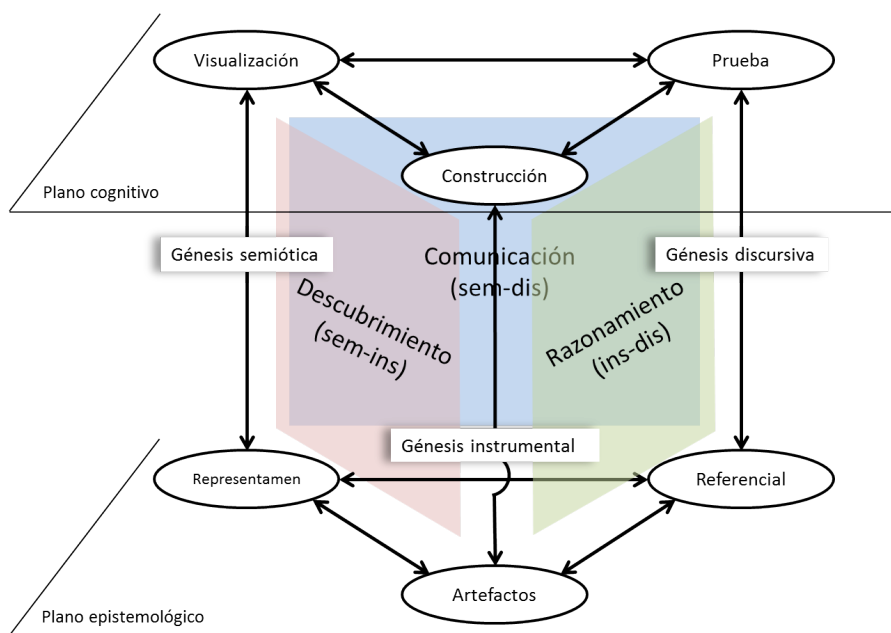 Visualización
Prueba
Construcción
Plano cognitivo
Génesis semiótica
Comunicación
(sem-dis)
Génesis discursiva
Descubrimiento
(sem-ins)
Razonamiento
(ins-dis)
Génesis instrumental
Representamen
Referencial
Artefactos
Plano epistemológico